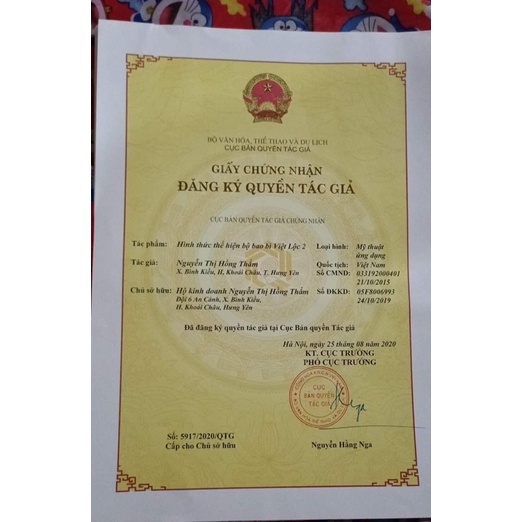 BỘ VĂN HÓA, THỂ THAO VÀ DU LỊCH
CỤC BẢN QUYỀN TÁC GIẢ
GIẤY CHỨNG NHẬN
ĐĂNG KÝ QUYỀN TÁC GIẢ
CỤC BẢN QUYỀN TÁC GIẢ CHỨNG NHẬN
Tác phẩm: Hình thức thể hiện bộ bao bì Việt Lộc 2 Loại hình: Mỹ thuật
ứng dụng
Tác giả: Nguyễn Thị Hồng Thắm Quốc tịch: Việt Nam
X. Bình Kiều, H. Khoái Châu, T. Hưng Yên Số CMND: 033192000401
21/10/2015
Chủ sở hữu: Hộ kinh doanh Nguyễn Thị Hồng Thắm Số ĐKKD: 05F8006993
Đội 6 An Cảnh, X. Bình Kiều, 24/10/2019
H. Khoái Châu, Hưng Yên
Đã đăng ký quyền tác giả tại Cục Bản quyền Tác giả
Hà Nội, ngày 25 tháng 08 năm 2020
KT. CỤC TRƯỞNG
PHÓ CỤC TRƯỞNG
CỤC
BẢN QUYỀN
TÁC GIẢ
Số: 5917/2020/QTG
Cấp cho Chủ sở hữu Nguyễn Hằng Nga